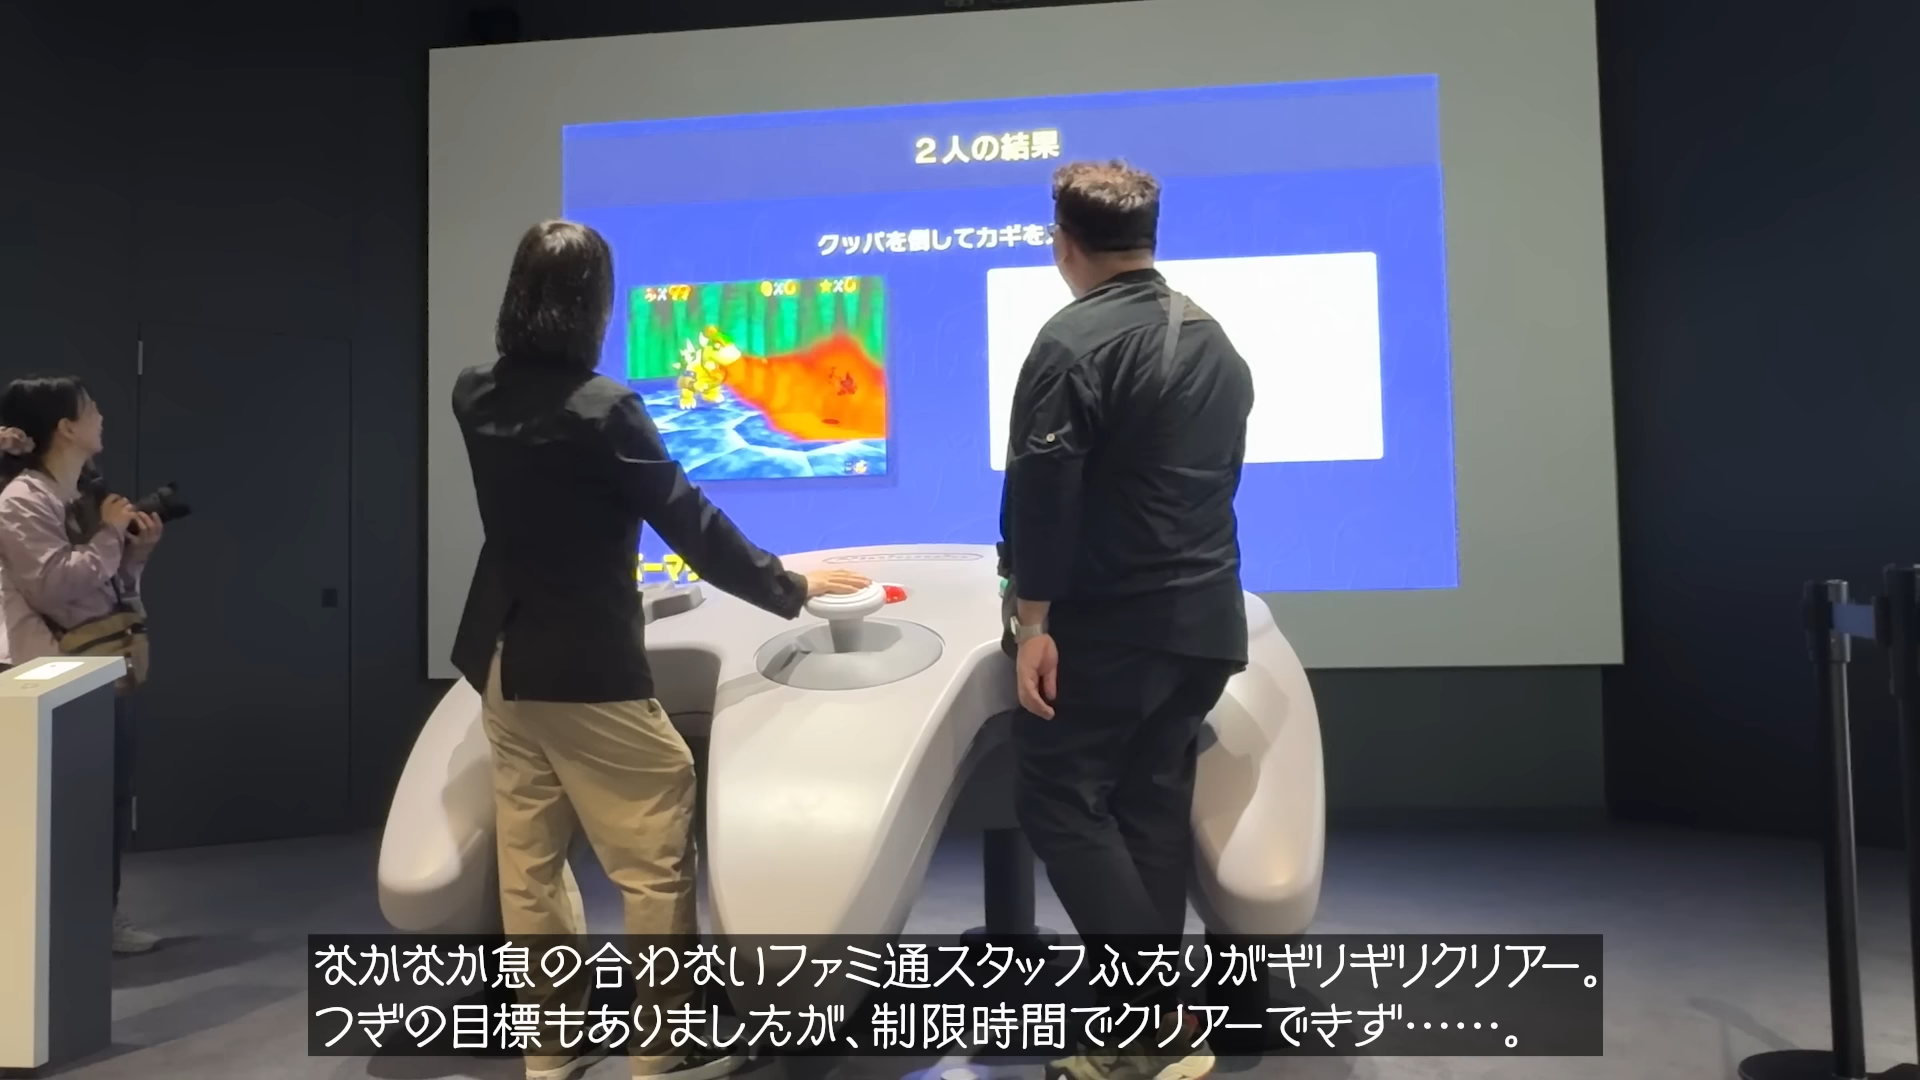 2人の結果
クッパを倒してカギを
なかなか息の合わないファミ通スタッフふたりがギリギリクリアー。
つぎの目標もありましたが、制限時間でクリアーできず……。